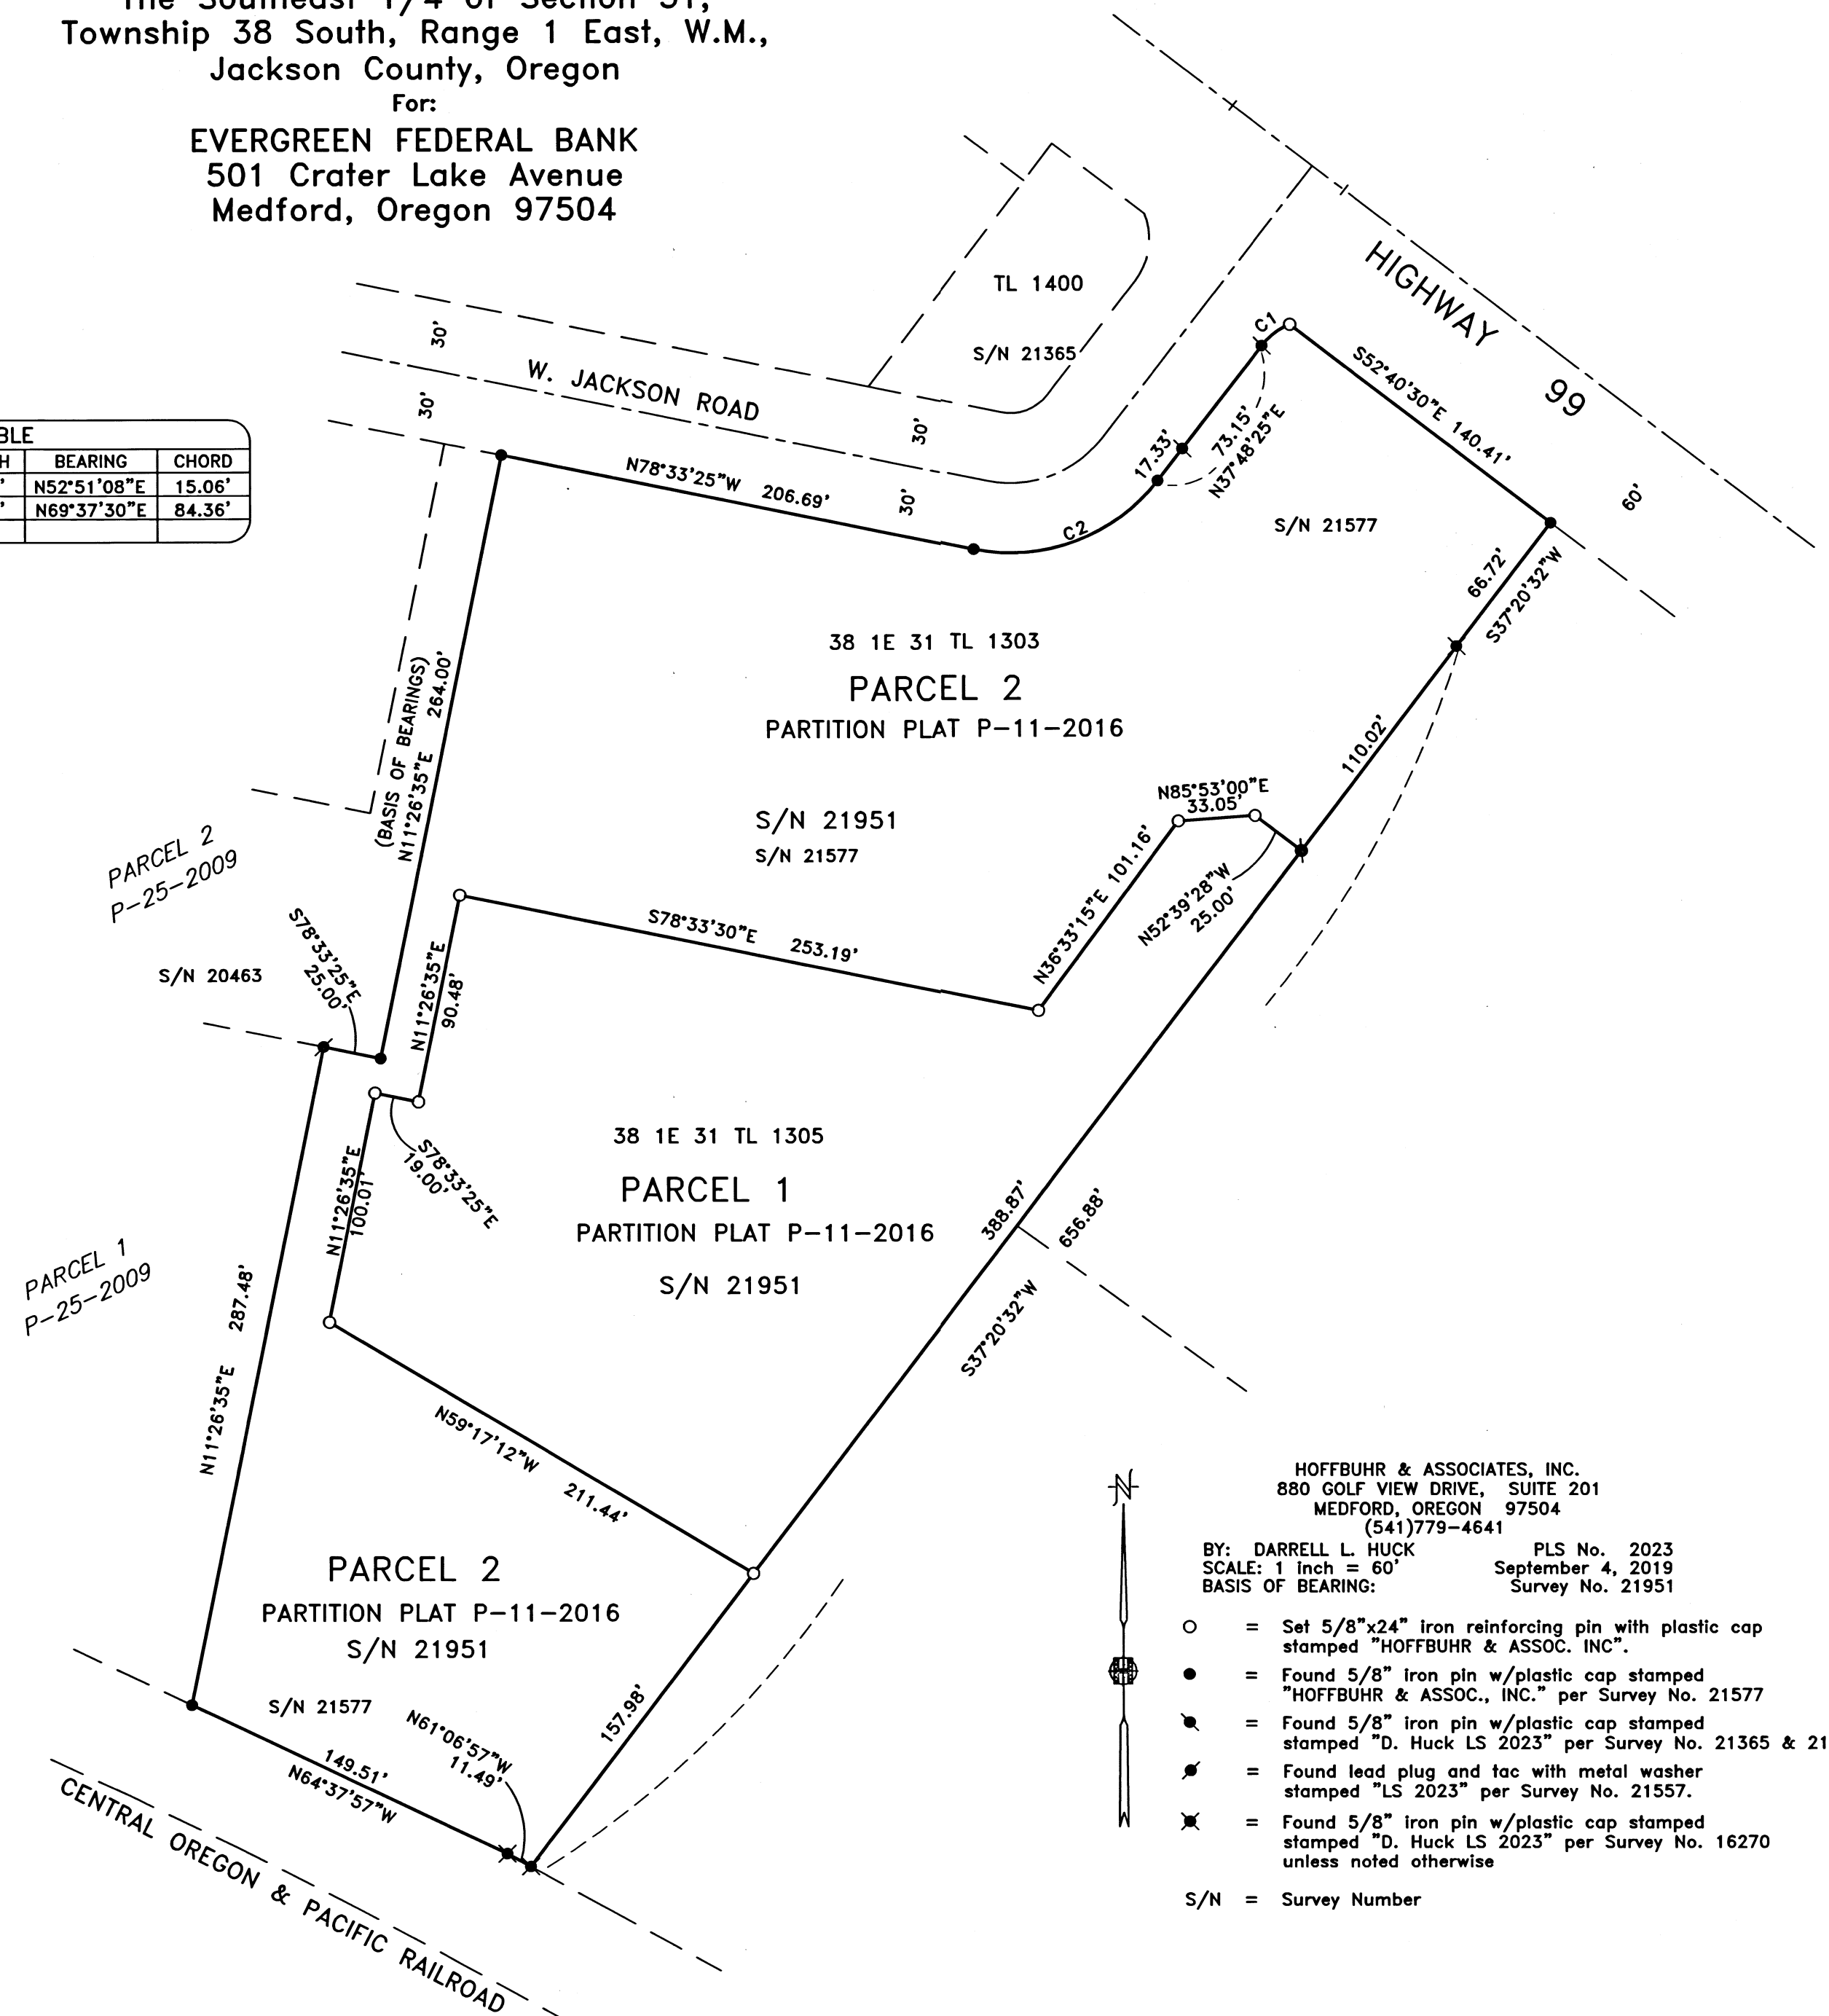 The Southeast 1/4 of Section 31,
Township 38 South, Range 1 East, W.M.,
Jackson County, Oregon
For:
EVERGREEN FEDERAL BANK
501 Crater Lake Avenue
Medford, Oregon 97504
BLE
H BEARING CHORD
' N52°51'08"E 15.06'
' N69°37'30"E 84.36'
HIGHWAY 99
60'
TL 1400
S/N 21365
30'
30'
W. JACKSON ROAD
30'
30'
C1
S52°40'30"E 140.41'
17.33'
73.15'
N37°48'25"E
N78°33'25"W 206.69'
C2
S/N 21577
66.72'
S37°20'32"W
38 1E 31 TL 1303
PARCEL 2
PARTITION PLAT P-11-2016
(BASIS OF BEARINGS)
N11°26'35"E 264.00'
110.02'
N85°53'00"E
33.05'
S/N 21951
S/N 21577
PARCEL 2
P-25-2009
N36°33'15"E 101.16'
N52°39'28"W
25.00'
S78°33'30"E 253.19'
S78°33'25"E
25.00'
S/N 20463
N11°26'35"E
90.48'
38 1E 31 TL 1305
S78°33'25"E
19.00'
N11°26'35"E
100.01'
PARCEL 1
PARTITION PLAT P-11-2016
S/N 21951
388.87'
656.88'
S37°20'32"W
PARCEL 1
P-25-2009
N11°26'35"E 287.48'
N59°17'12"W 211.44'
PARCEL 2
PARTITION PLAT P-11-2016
S/N 21951
S/N 21577
N61°06'57"W
11.49'
157.98'
149.51'
N64°37'57"W
CENTRAL OREGON & PACIFIC RAILROAD
N
HOFFBUHR & ASSOCIATES, INC.
880 GOLF VIEW DRIVE, SUITE 201
MEDFORD, OREGON 97504
(541)779-4641
BY: DARRELL L. HUCK PLS No. 2023
SCALE: 1 inch = 60' September 4, 2019
BASIS OF BEARING: Survey No. 21951
= Set 5/8"x24" iron reinforcing pin with plastic cap
stamped "HOFFBUHR & ASSOC. INC".
= Found 5/8" iron pin w/plastic cap stamped
"HOFFBUHR & ASSOC., INC." per Survey No. 21577
= Found 5/8" iron pin w/plastic cap stamped
stamped "D. Huck LS 2023" per Survey No. 21365 & 21
= Found lead plug and tac with metal washer
stamped "LS 2023" per Survey No. 21557.
= Found 5/8" iron pin w/plastic cap stamped
stamped "D. Huck LS 2023" per Survey No. 16270
unless noted otherwise
S/N = Survey Number